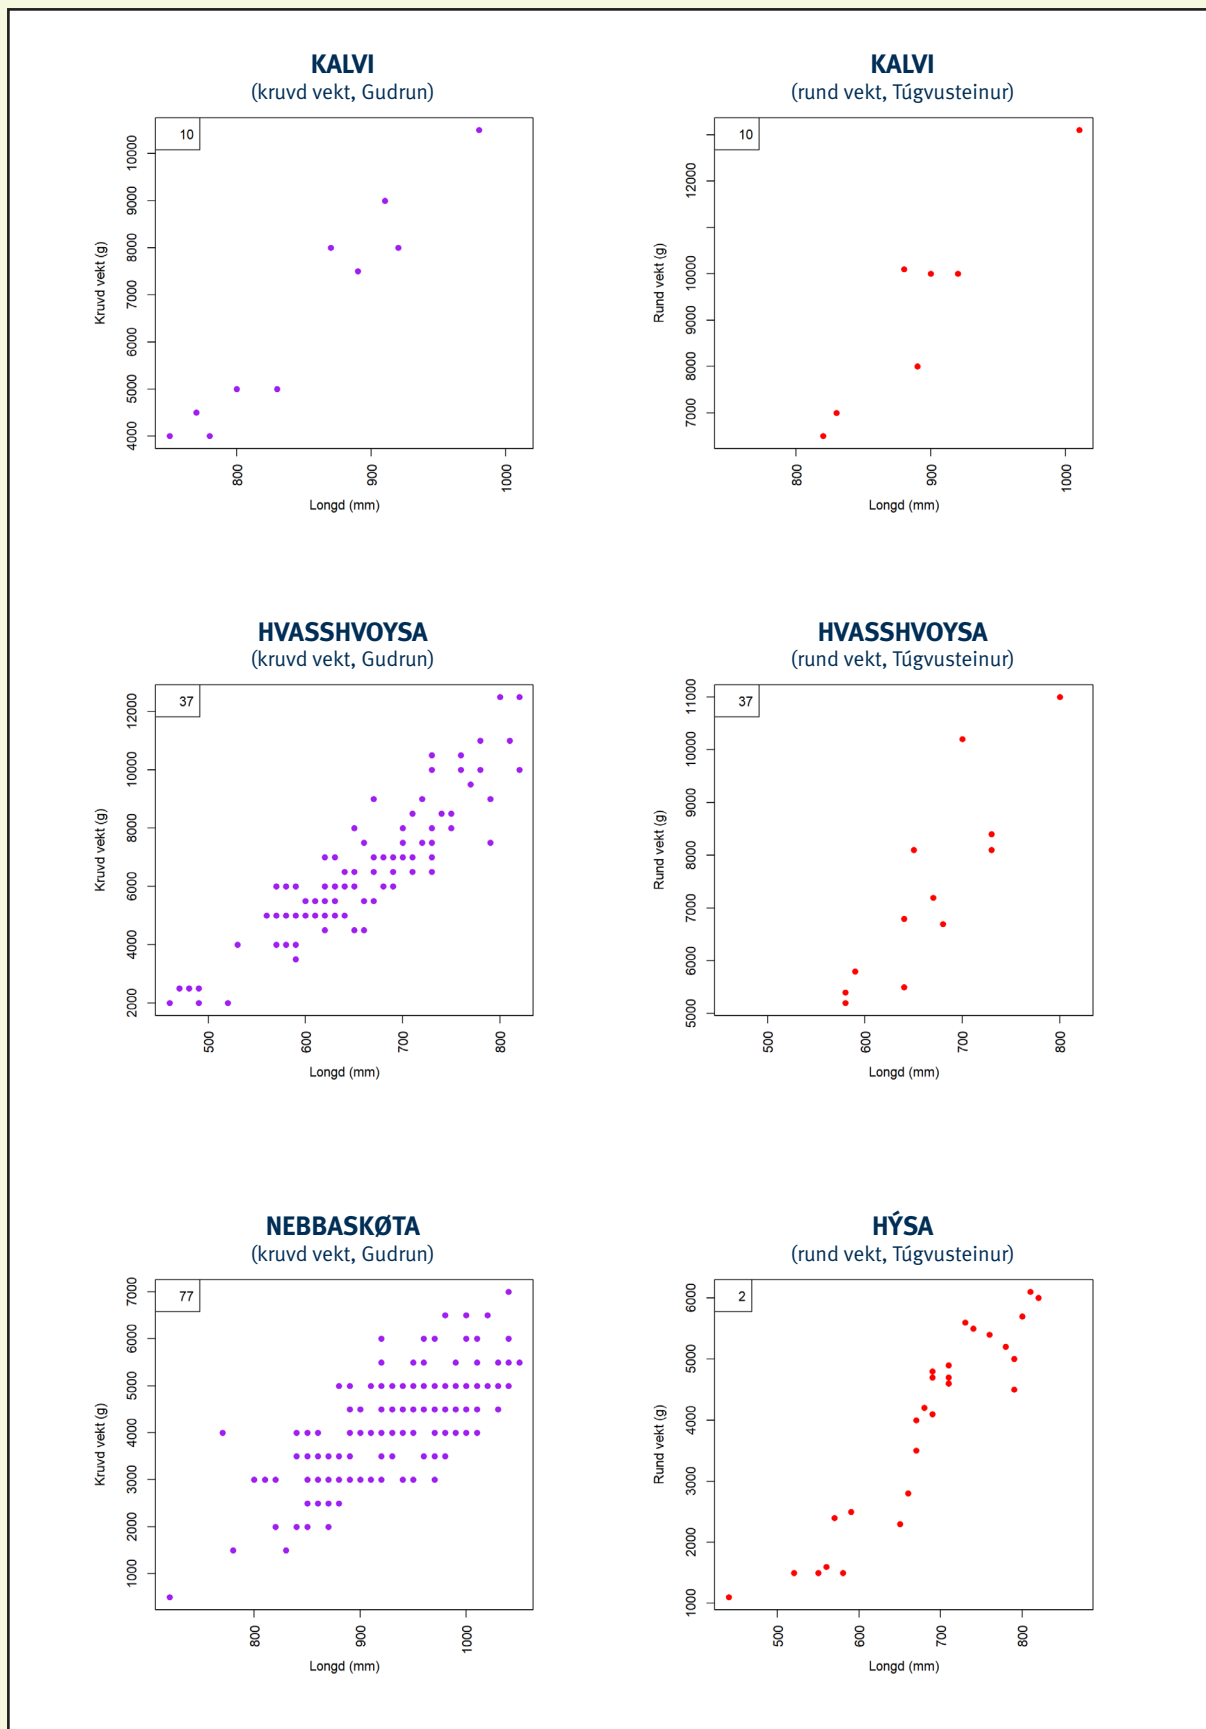 KALVI
(kruvd vekt, Gudrun)
10
10000
9000
8000
7000
6000
5000
4000
Kruvd vekt (g)
800
900
1000
Longd (mm)
KALVI
(rund vekt, Túgvusteinur)
10
12000
10000
9000
8000
7000
Rund vekt (g)
800
900
1000
Longd (mm)
HVASSHVOYSA
(kruvd vekt, Gudrun)
37
12000
10000
8000
6000
4000
2000
Kruvd vekt (g)
500
600
700
800
Longd (mm)
HVASSHVOYSA
(rund vekt, Túgvusteinur)
37
11000
10000
9000
8000
7000
6000
5000
Rund vekt (g)
500
600
700
800
Longd (mm)
NEBBASKØTA
(kruvd vekt, Gudrun)
77
7000
6000
5000
4000
3000
2000
1000
Kruvd vekt (g)
800
900
1000
Longd (mm)
HÝSA
(rund vekt, Túgvusteinur)
2
6000
5000
4000
3000
2000
1000
Rund vekt (g)
500
600
700
800
Longd (mm)